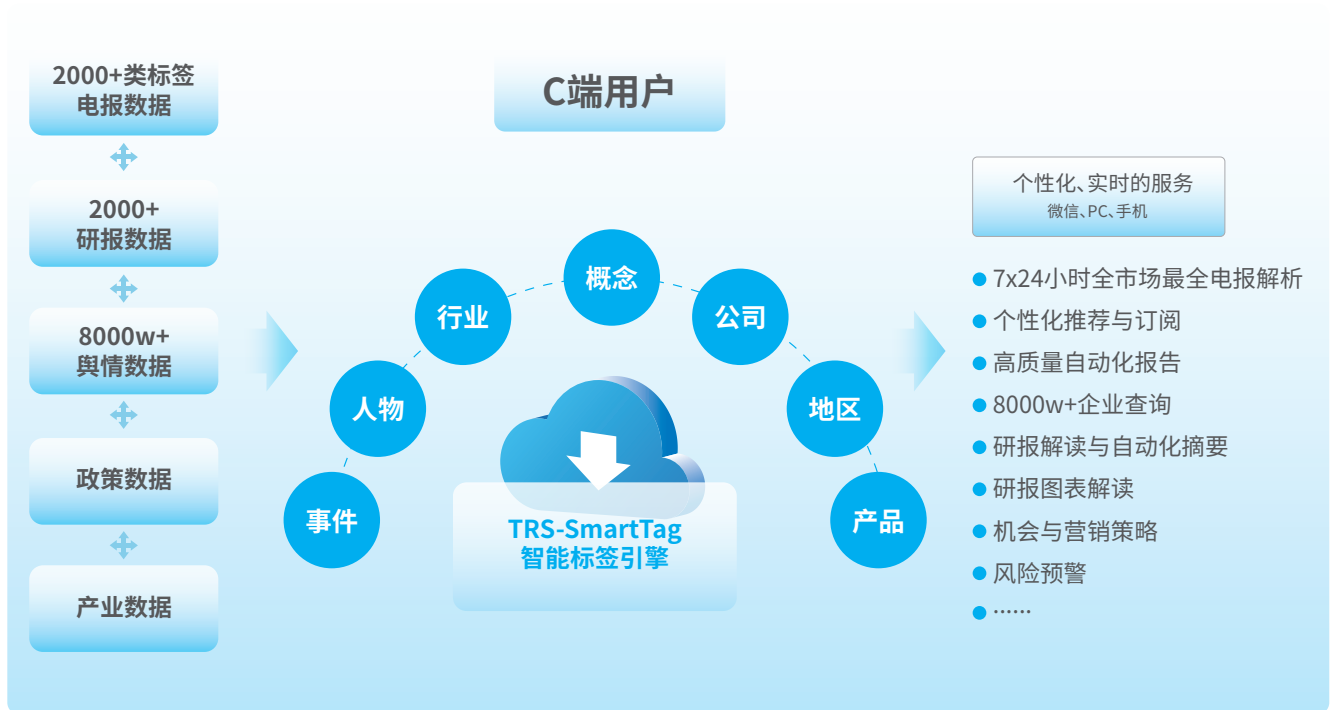 2000+类标签
电报数据
2000+
研报数据
8000w+
舆情数据
政策数据
产业数据
C端用户
事件
人物
行业
概念
公司
地区
产品
TRS-SmartTag
智能标签引擎
个性化、实时的服务
微信、PC、手机
7x24小时全市场最全电报解析
个性化推荐与订阅
高质量自动化报告
8000w+企业查询
研报解读与自动化摘要
研报图表解读
机会与营销策略
风险预警
……